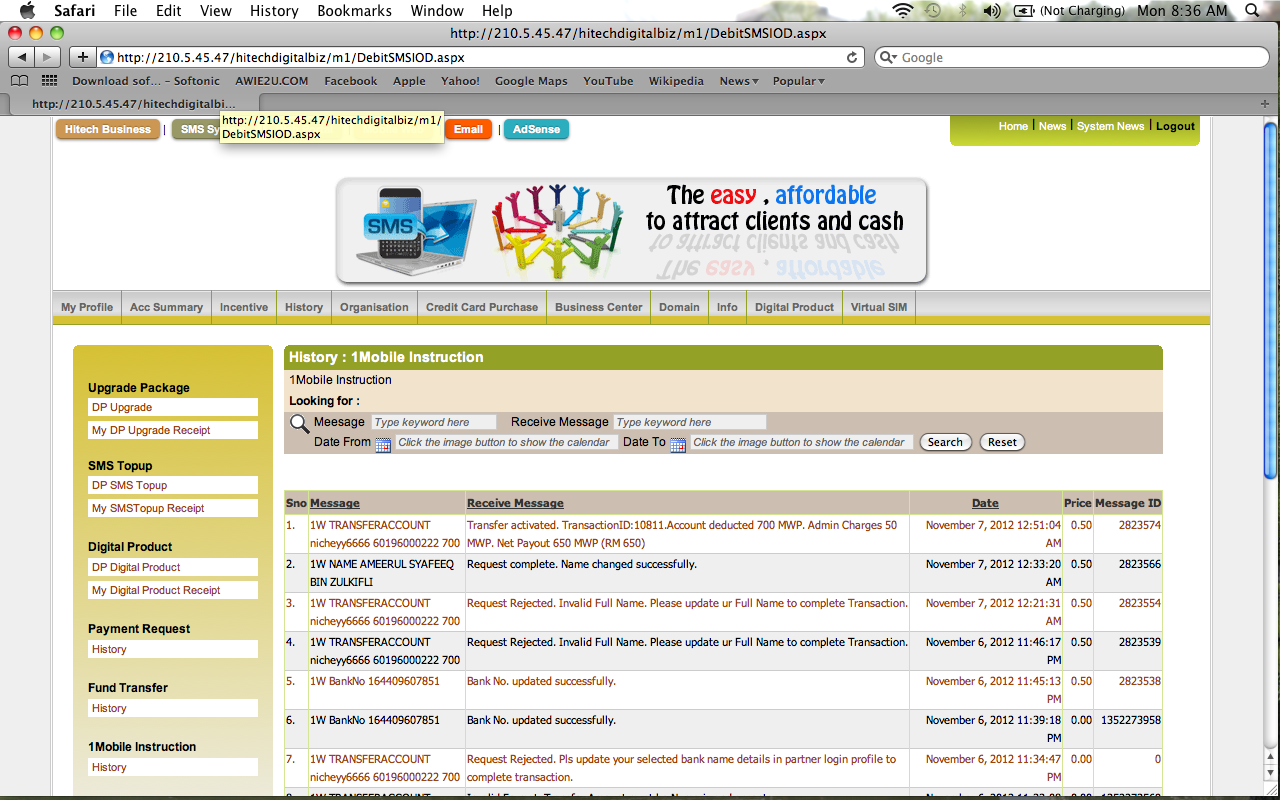 Safari File Edit View History Bookmarks Window Help (Not Charging) Mon 8:36 AM
http://210.5.45.47/hitechdigitalbiz/m1/DebitSMSIOD.aspx
http://210.5.45.47/hitechdigitalbiz/m1/DebitSMSIOD.aspx Google
Download sof... – Softonic AWIE2U.COM Facebook Apple Yahoo! Google Maps YouTube Wikipedia News Popular
http://210.5.45.47/hitechdigitalbi...
http://210.5.45.47/hitechdigitalbiz/m1/
DebitSMSIOD.aspx
Hitech Business | SMS Sy Email | AdSense
Home | News | System News | Logout
SMS
The easy , affordable
to attract clients and cash
to attract clients and cash
The easy , affordable
My Profile Acc Summary Incentive History Organisation Credit Card Purchase Business Center Domain Info Digital Product Virtual SIM
Upgrade Package
DP Upgrade
My DP Upgrade Receipt
SMS Topup
DP SMS Topup
My SMSTopup Receipt
Digital Product
DP Digital Product
My Digital Product Receipt
Payment Request
History
Fund Transfer
History
1Mobile Instruction
History
History : 1Mobile Instruction
1Mobile Instruction
Looking for :
Meesage Type keyword here Receive Message Type keyword here
Date From Click the image button to show the calendar Date To Click the image button to show the calendar Search Reset
Sno Message Receive Message Date Price Message ID
1. 1W TRANSFERACCOUNT Transfer activated. TransactionID:10811.Account deducted 700 MWP. Admin Charges 50 November 7, 2012 12:51:04 0.50 2823574
nicheyy6666 60196000222 700 MWP. Net Payout 650 MWP (RM 650) AM
2. 1W NAME AMEERUL SYAFEEQ Request complete. Name changed successfully. November 7, 2012 12:33:20 0.50 2823566
BIN ZULKIFLI AM
3. 1W TRANSFERACCOUNT Request Rejected. Invalid Full Name. Please update ur Full Name to complete Transaction. November 7, 2012 12:21:31 0.50 2823554
nicheyy6666 60196000222 700 AM
4. 1W TRANSFERACCOUNT Request Rejected. Invalid Full Name. Please update ur Full Name to complete Transaction. November 6, 2012 11:46:17 0.50 2823539
nicheyy6666 60196000222 700 PM
5. 1W BankNo 164409607851 Bank No. updated successfully. November 6, 2012 11:45:13 0.50 2823538
PM
6. 1W BankNo 164409607851 Bank No. updated successfully. November 6, 2012 11:39:18 0.00 1352273958
PM
7. 1W TRANSFERACCOUNT Request Rejected. Pls update your selected bank name details in partner login profile to November 6, 2012 11:34:47 0.00 0
nicheyy6666 60196000222 700 complete transaction. PM